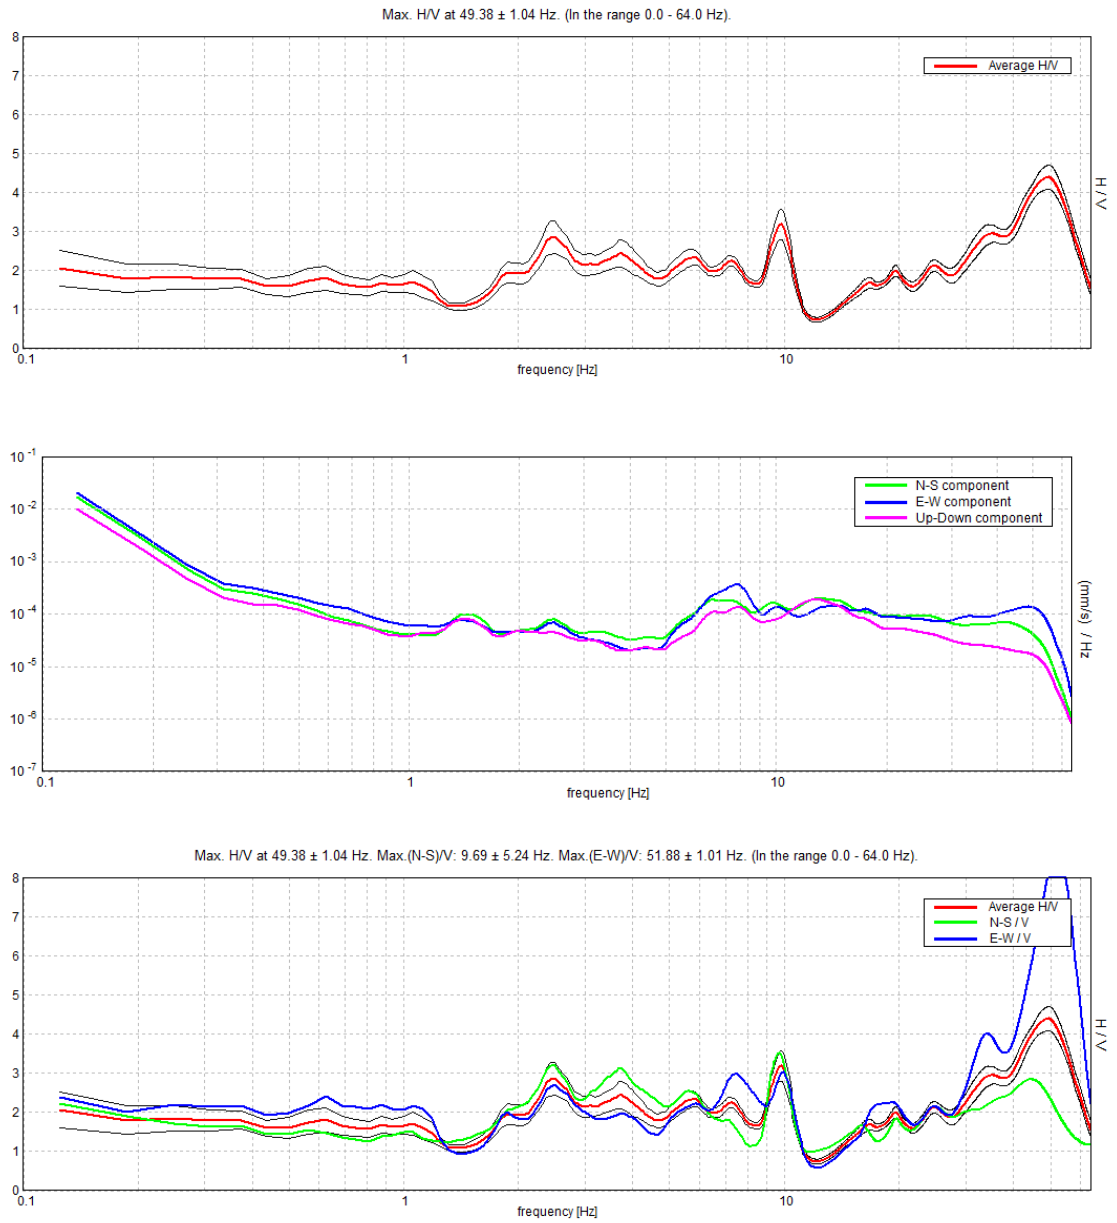 Max. H/V at 49.38 ± 1.04 Hz. (In the range 0.0 - 64.0 Hz).
8
7
6
5
4
3
2
1
0
Average H/V
H / V
0.1
1
10
frequency [Hz]
10 -1
10 -2
10 -3
10 -4
10 -5
10 -6
10 -7
N-S component
E-W component
Up-Down component
(mm/s) / Hz
0.1
1
10
frequency [Hz]
Max. H/V at 49.38 ± 1.04 Hz. Max.(N-S)/V: 9.69 ± 5.24 Hz. Max.(E-W)/V: 51.88 ± 1.01 Hz. (In the range 0.0 - 64.0 Hz).
8
7
6
5
4
3
2
1
0
Average H/V
N-S / V
E-W / V
H / V
0.1
1
10
frequency [Hz]